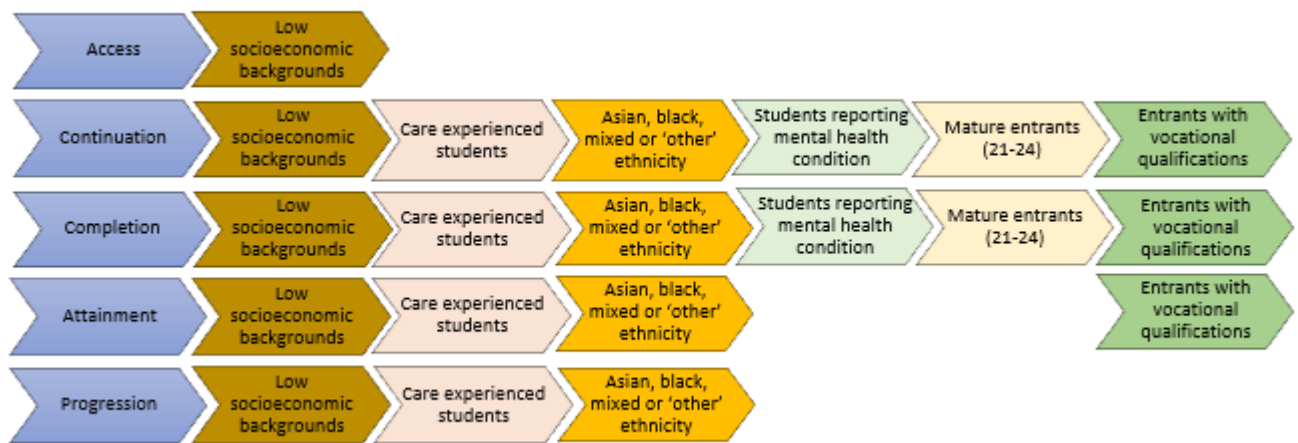 Access
Low
socioeconomic
backgrounds
Continuation
Low
socioeconomic
backgrounds
Care experienced
students
Asian, black,
mixed or ‘other’
ethnicity
Students reporting
mental health
condition
Mature entrants
(21-24)
Entrants with
vocational
qualifications
Completion
Low
socioeconomic
backgrounds
Care experienced
students
Asian, black,
mixed or ‘other’
ethnicity
Students reporting
mental health
condition
Mature entrants
(21-24)
Entrants with
vocational
qualifications
Attainment
Low
socioeconomic
backgrounds
Care experienced
students
Asian, black,
mixed or ‘other’
ethnicity
Entrants with
vocational
qualifications
Progression
Low
socioeconomic
backgrounds
Care experienced
students
Asian, black,
mixed or ‘other’
ethnicity